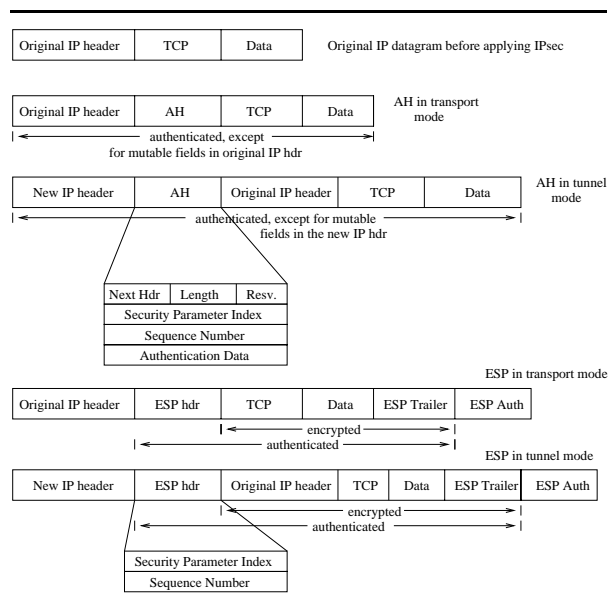 Original IP header TCP Data Original IP datagram before applying IPsec
Original IP header AH TCP Data AH in transport
mode
authenticated, except
for mutable fields in original IP hdr
New IP header AH Original IP header TCP Data AH in tunnel
mode
authenticated, except for mutable
fields in the new IP hdr
Next Hdr Length Resv.
Security Parameter Index
Sequence Number
Authentication Data
ESP in transport mode
Original IP header ESP hdr TCP Data ESP Trailer ESP Auth
encrypted
authenticated
ESP in tunnel mode
New IP header ESP hdr Original IP header TCP Data ESP Trailer ESP Auth
encrypted
authenticated
Security Parameter Index
Sequence Number